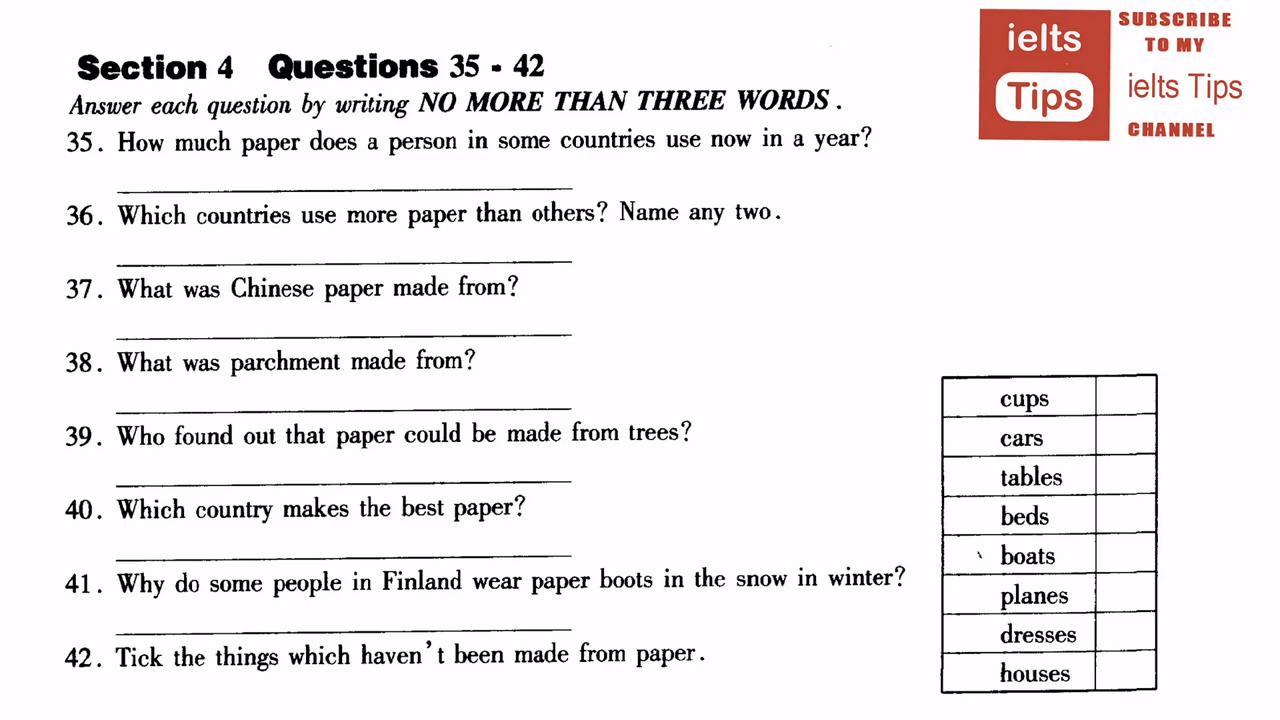 ielts
Tips
SUBSCRIBE
TO MY
ielts Tips
CHANNEL
Section 4 Questions 35 - 42
Answer each question by writing NO MORE THAN THREE WORDS .
35. How much paper does a person in some countries use now in a year?
36. Which countries use more paper than others? Name any two.
37. What was Chinese paper made from?
38. What was parchment made from?
39. Who found out that paper could be made from trees?
40. Which country makes the best paper?
41. Why do some people in Finland wear paper boots in the snow in winter?
42. Tick the things which haven't been made from paper.
cups
cars
tables
beds
boats
planes
dresses
houses